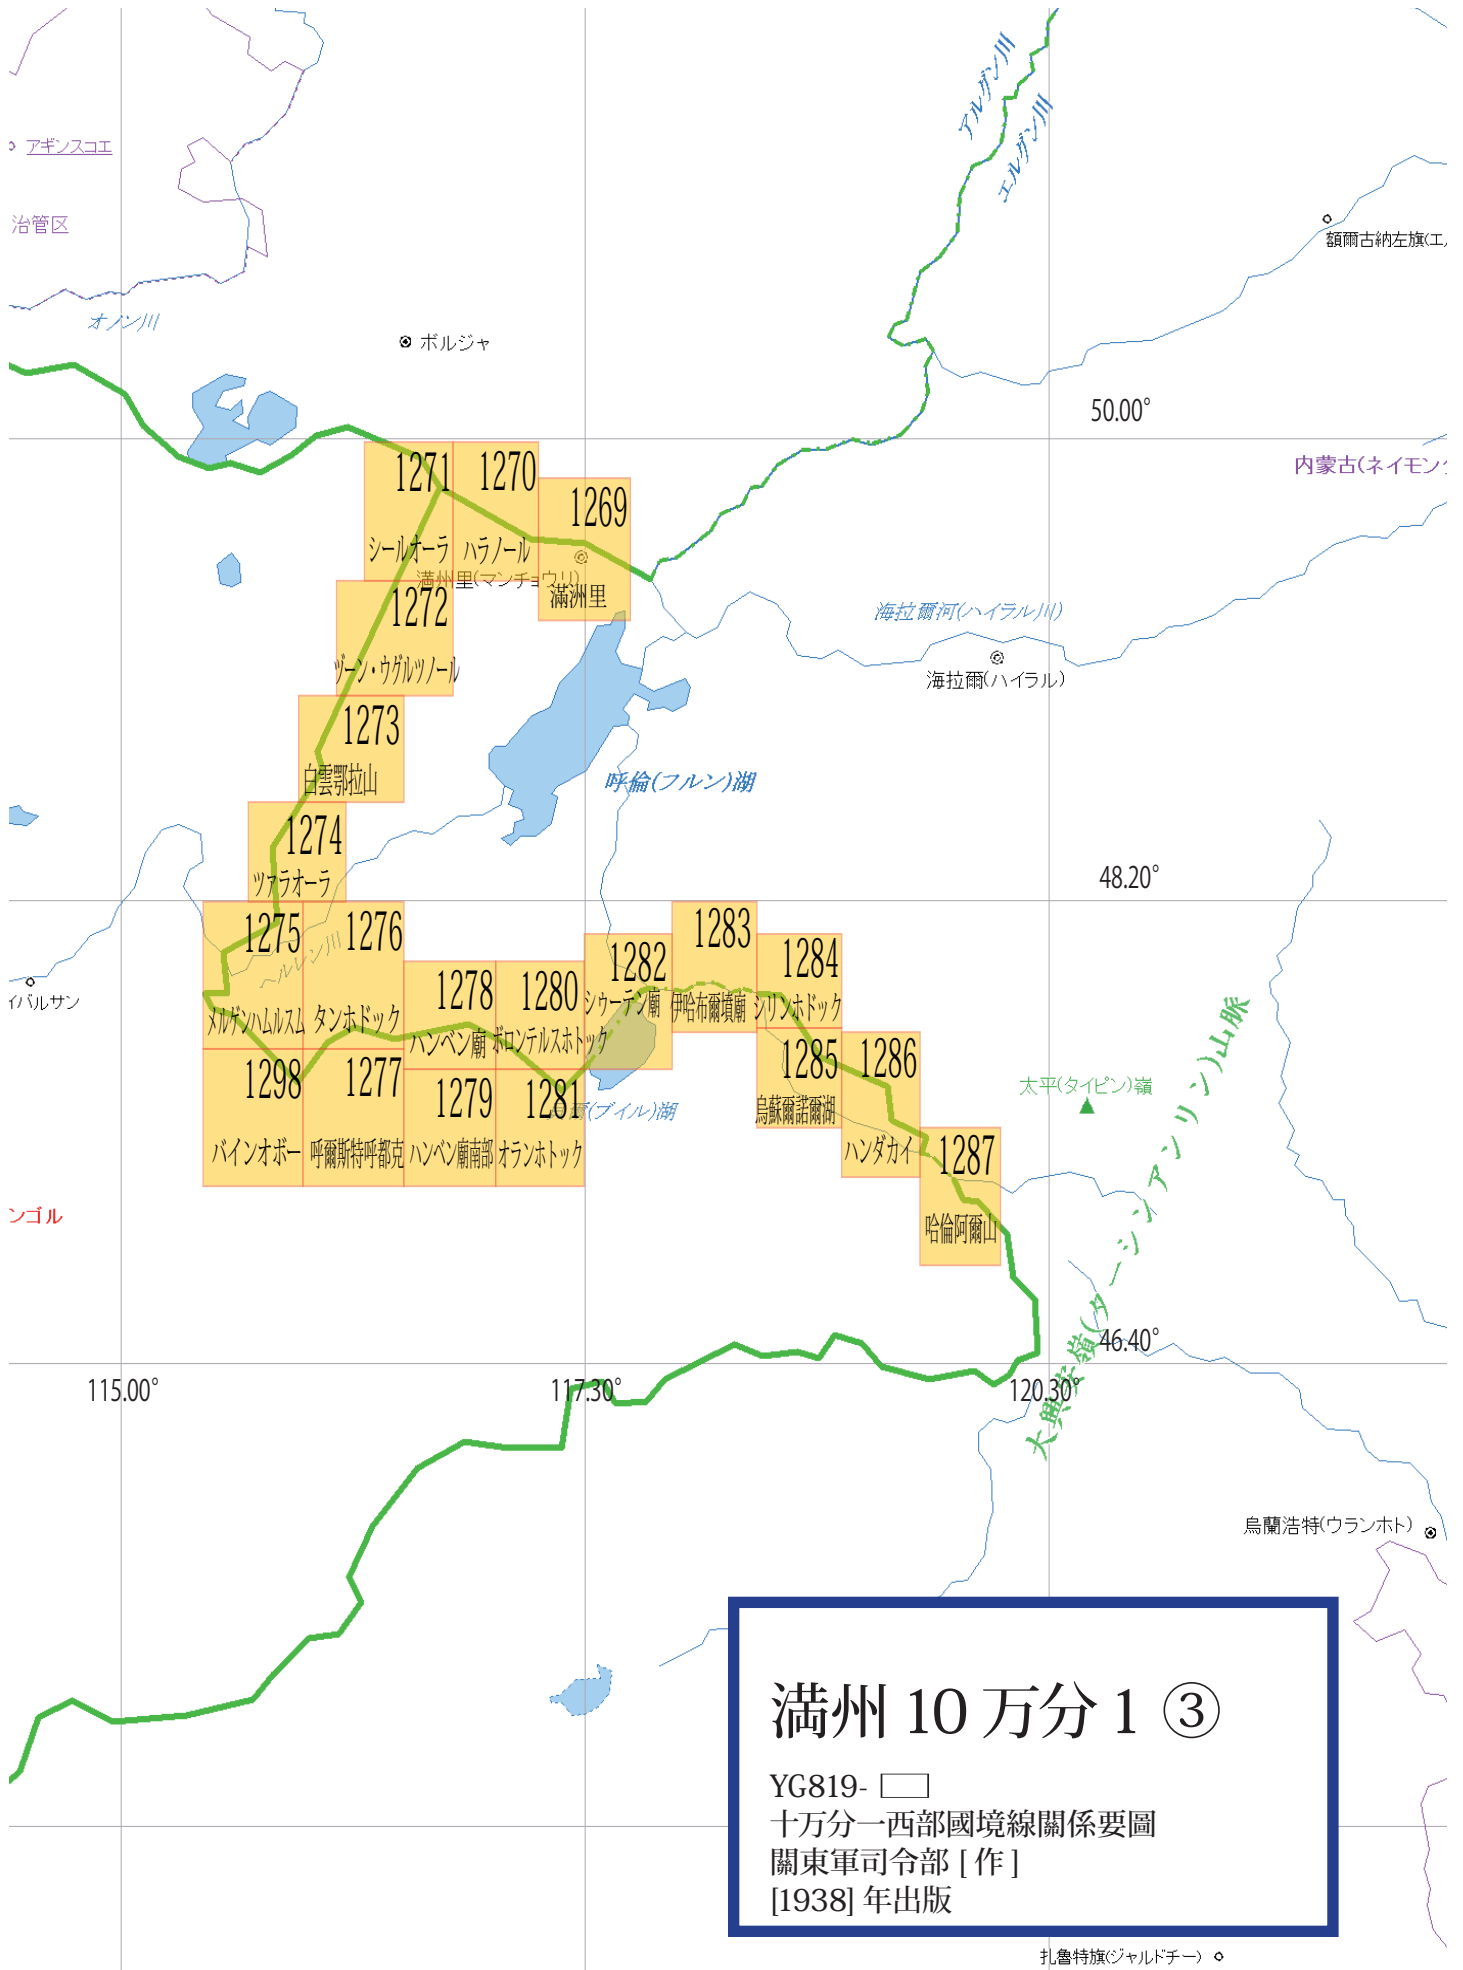 アルグン川
エルグン川
アギンスコエ
治管区
額爾古納左旗(エ
オノン川
ボルジャ
50.00°
内蒙古(ネイモン
1271
1270
1269
シールオーラ
ハラノール
満州里(マンチョウリ)
滿洲里
1272
海拉爾河(ハイラル川)
ヅーン・ウグルツノール
海拉爾(ハイラル)
1273
白雲鄂拉山
呼倫(フルン)湖
1274
ツァラオーラ
48.20°
1275
1276
1283
1282
1284
ヘルレン川
1278
1280
イバルサン
メルゲンハムルスム
タンホドック
シゥーテン廟
伊哈布爾墳廟
シリンホドック
ハンベン廟
ボロンテルスホトック
1298
1277
1279
1281
1285
1286
(ブイル)湖
太平(タイピン)嶺
烏蘇爾諾爾湖
バインオボー
呼爾斯特呼都克
ハンベン廟南部
オランホトック
ハンダカイ
1287
大興安嶺(ターシンアンリン)山脈
ンゴル
哈倫阿爾山
46.40°
115.00°
117.30°
120.30°
烏蘭浩特(ウランホト)
満州 10 万分 1 ③
YG819-
十万分一西部國境線關係要圖
關東軍司令部 [ 作 ]
[1938] 年出版
扎魯特旗(ジャルドチー)